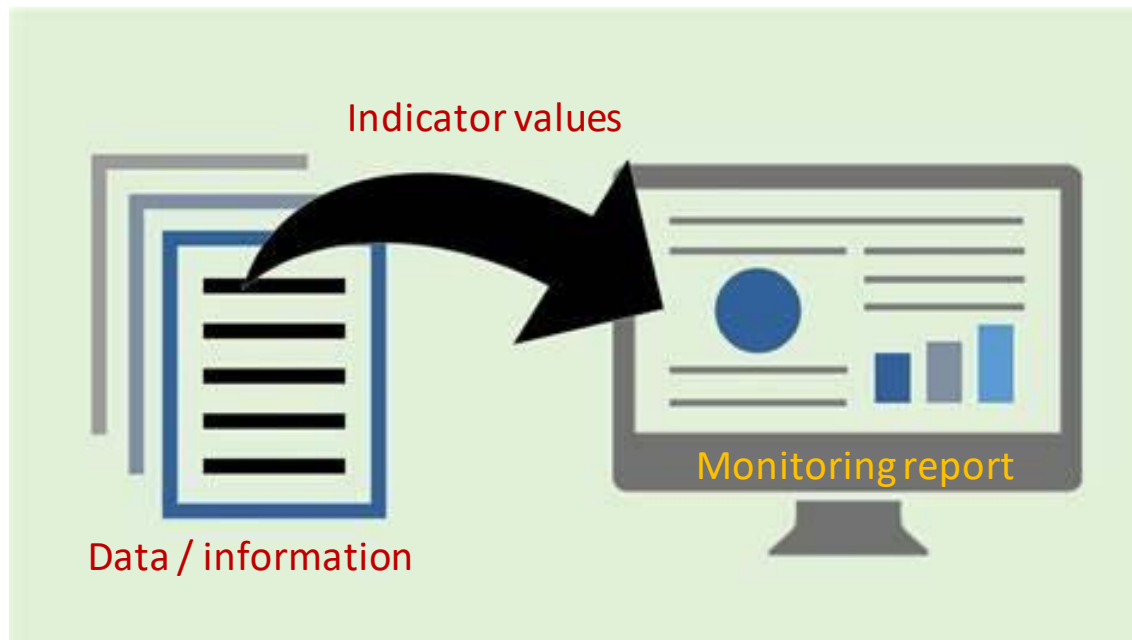 Indicator values
Monitoring report
Data / information